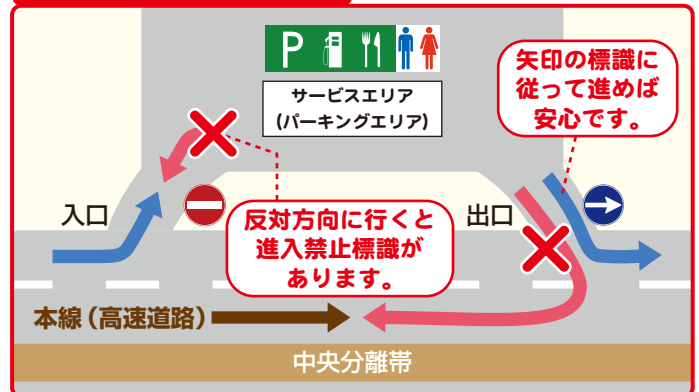 P
サービスエリア
(パーキングエリア)
矢印の標識に
従って進めば
安心です。
入口
反対方向に行くと
進入禁止標識が
あります。
出口
本線(高速道路)
中央分離帯